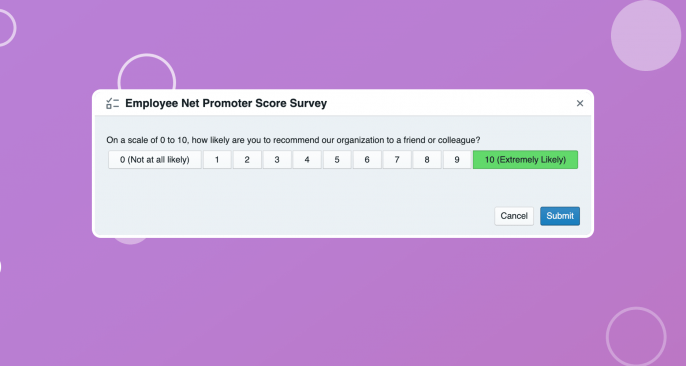 Employee Net Promoter Score Survey
On a scale of 0 to 10, how likely are you to recommend our organization to a friend or colleague?
0 (Not at all likely) 1 2 3 4 5 6 7 8 9 10 (Extremely Likely)
Cancel Submit